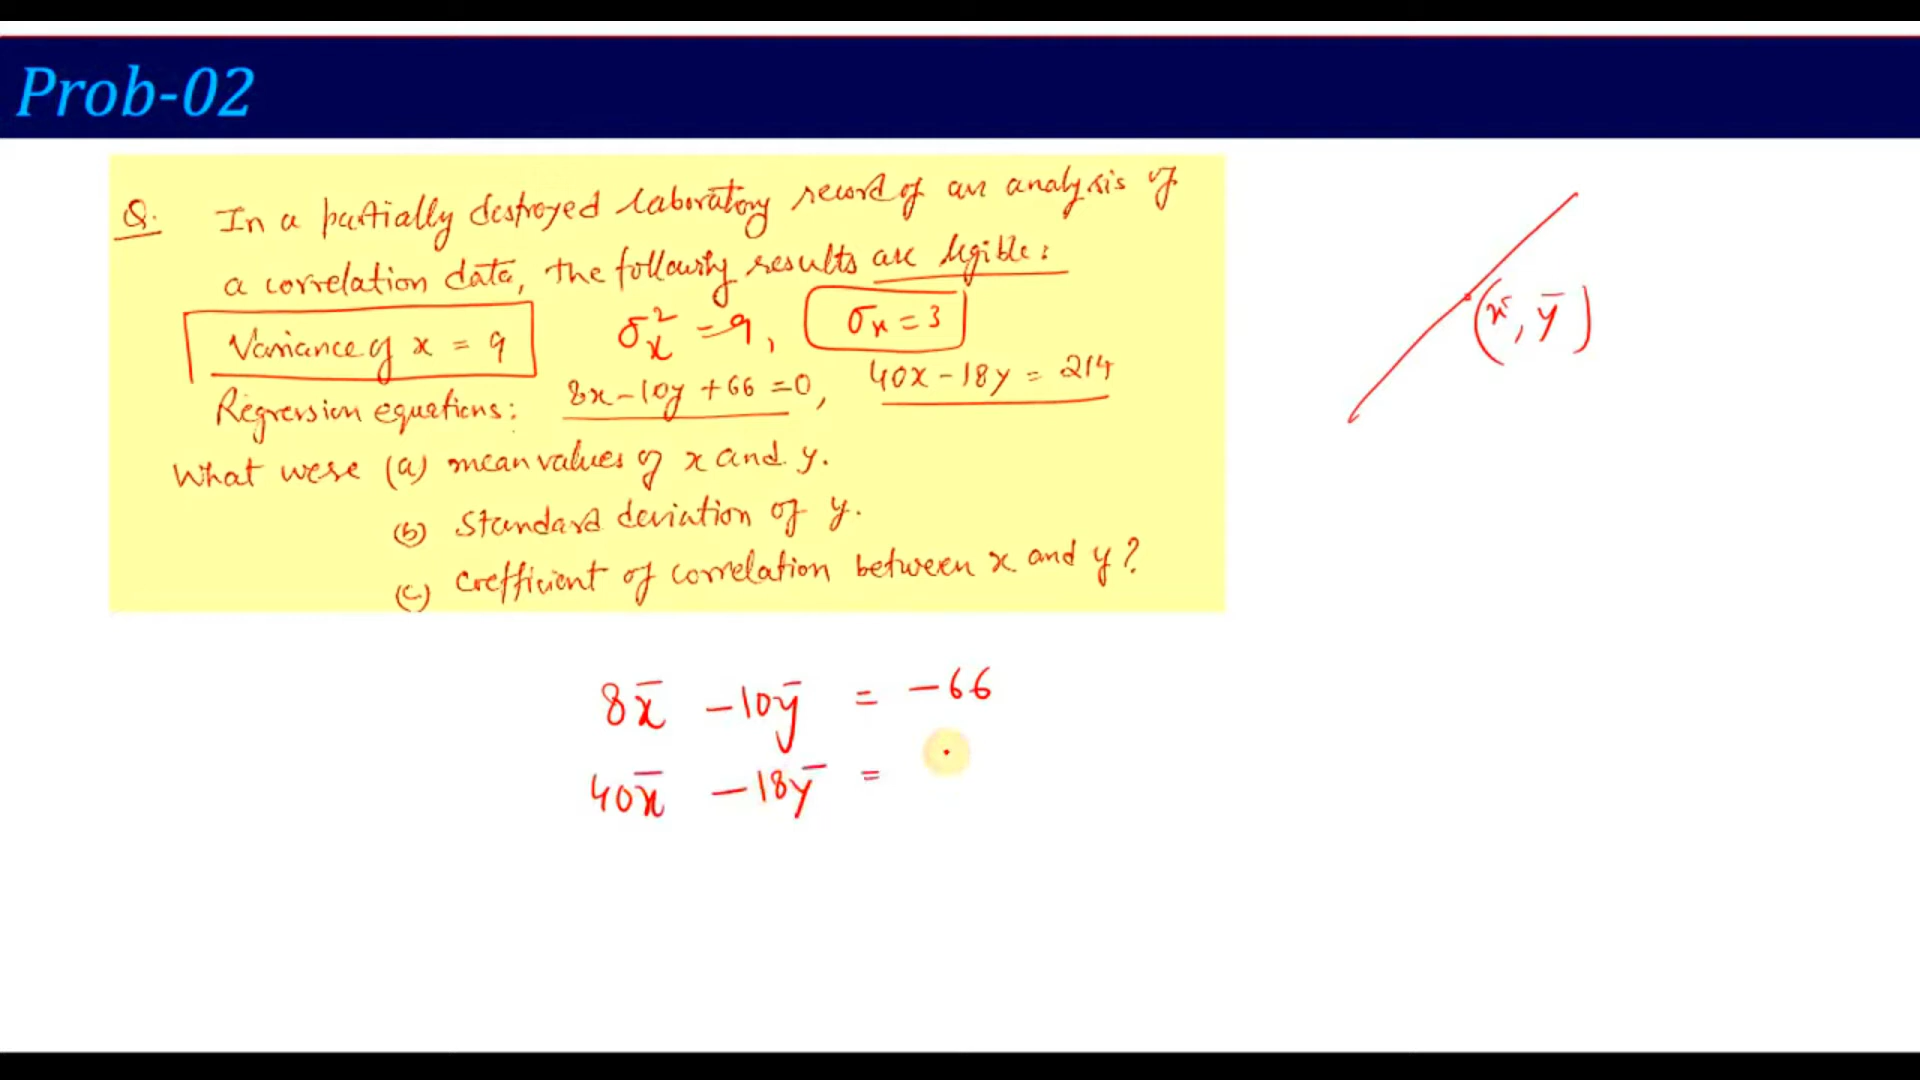 Prob-02
Q. In a partially destroyed laboratory record of an analysis of
a correlation data, the following results are legible:
Variance of x = 9 σx² = 9, σx = 3
Regression equations: 8x - 10y + 66 = 0, 40x - 18y = 214
What were (a) mean values of x and y.
(b) Standard deviation of y.
(c) Coefficient of correlation between x and y?
(x̄, ȳ)
8x̄ - 10ȳ = -66
40x̄ - 18ȳ =